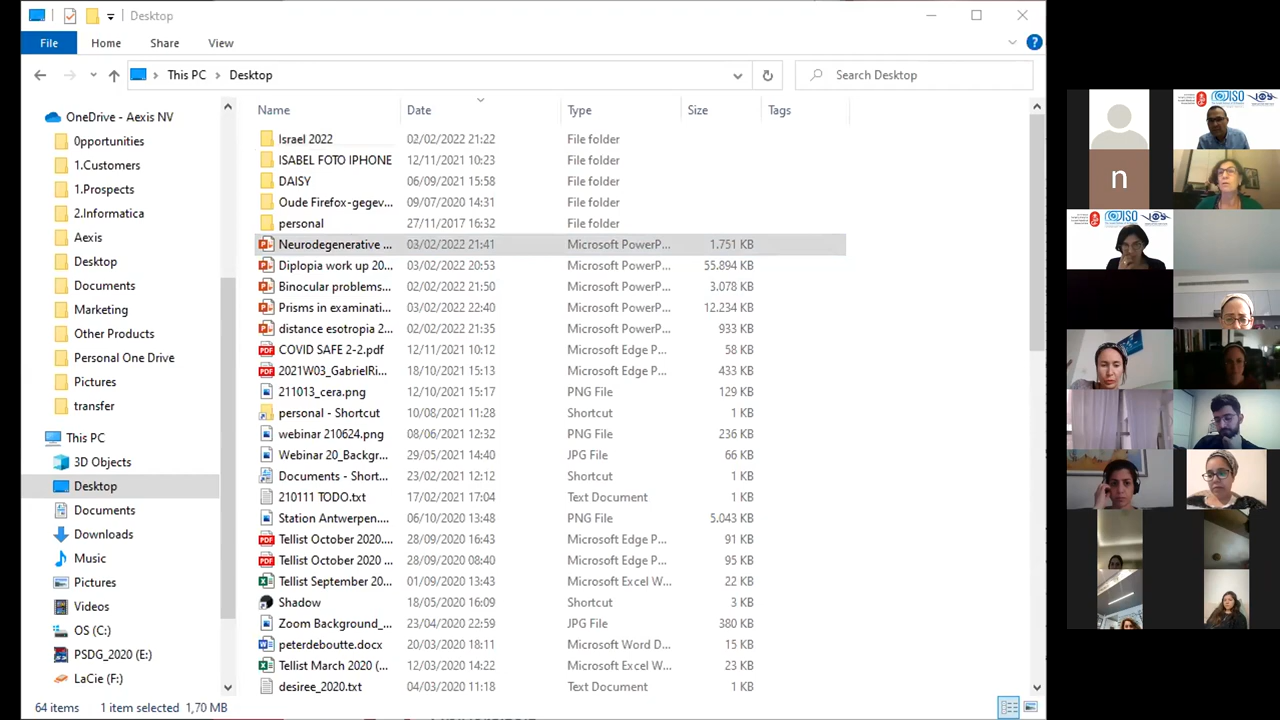 Desktop
File Home Share View
This PC > Desktop
Search Desktop
OneDrive - Aexis NV
0pportunities
1.Customers
1.Prospects
2.Informatica
Aexis
Desktop
Documents
Marketing
Other Products
Personal One Drive
Pictures
transfer
This PC
3D Objects
Desktop
Documents
Downloads
Music
Pictures
Videos
OS (C:)
PSDG_2020 (E:)
LaCie (F:)
Name Date Type Size Tags
Israel 2022 02/02/2022 21:22 File folder
ISABEL FOTO IPHONE 12/11/2021 10:23 File folder
DAISY 06/09/2021 15:58 File folder
Oude Firefox-gegev... 09/07/2020 14:31 File folder
personal 27/11/2017 16:32 File folder
Neurodegenerative ... 03/02/2022 21:41 Microsoft PowerP... 1.751 KB
Diplopia work up 20... 03/02/2022 20:53 Microsoft PowerP... 55.894 KB
Binocular problems... 02/02/2022 21:50 Microsoft PowerP... 3.078 KB
Prisms in examinati... 03/02/2022 22:40 Microsoft PowerP... 12.234 KB
distance esotropia 2... 02/02/2022 21:35 Microsoft PowerP... 933 KB
COVID SAFE 2-2.pdf 12/11/2021 10:12 Microsoft Edge P... 58 KB
2021W03_GabrielRi... 8/10/2021 15:13 Microsoft Edge P... 433 KB
211013_cera.png 12/10/2021 15:17 PNG File 129 KB
personal - Shortcut 10/08/2021 11:28 Shortcut 1 KB
webinar 210624.png 08/06/2021 12:32 PNG File 236 KB
Webinar 20_Backgr... 29/05/2021 14:40 JPG File 66 KB
Documents - Short... 23/02/2021 12:12 Shortcut 1 KB
210111 TODO.txt 17/02/2021 17:04 Text Document 1 KB
Station Antwerpen.... 06/10/2020 13:48 PNG File 5.043 KB
Tellist October 2020.... 28/09/2020 16:43 Microsoft Edge P... 91 KB
Tellist October 2020.... 28/09/2020 08:40 Microsoft Edge P... 95 KB
Tellist September 20... 01/09/2020 13:43 Microsoft Excel W... 22 KB
Shadow 18/05/2020 16:09 Shortcut 3 KB
Zoom Background_... 23/04/2020 22:59 JPG File 380 KB
peterdeboutte.docx 20/03/2020 18:11 Microsoft Word D... 15 KB
Tellist March 2020 (... 12/03/2020 14:22 Microsoft Excel W... 23 KB
desiree_2020.txt 04/03/2020 11:18 Text Document 1 KB
64 items 1 item selected 1,70 MB
n
ISO
ISO